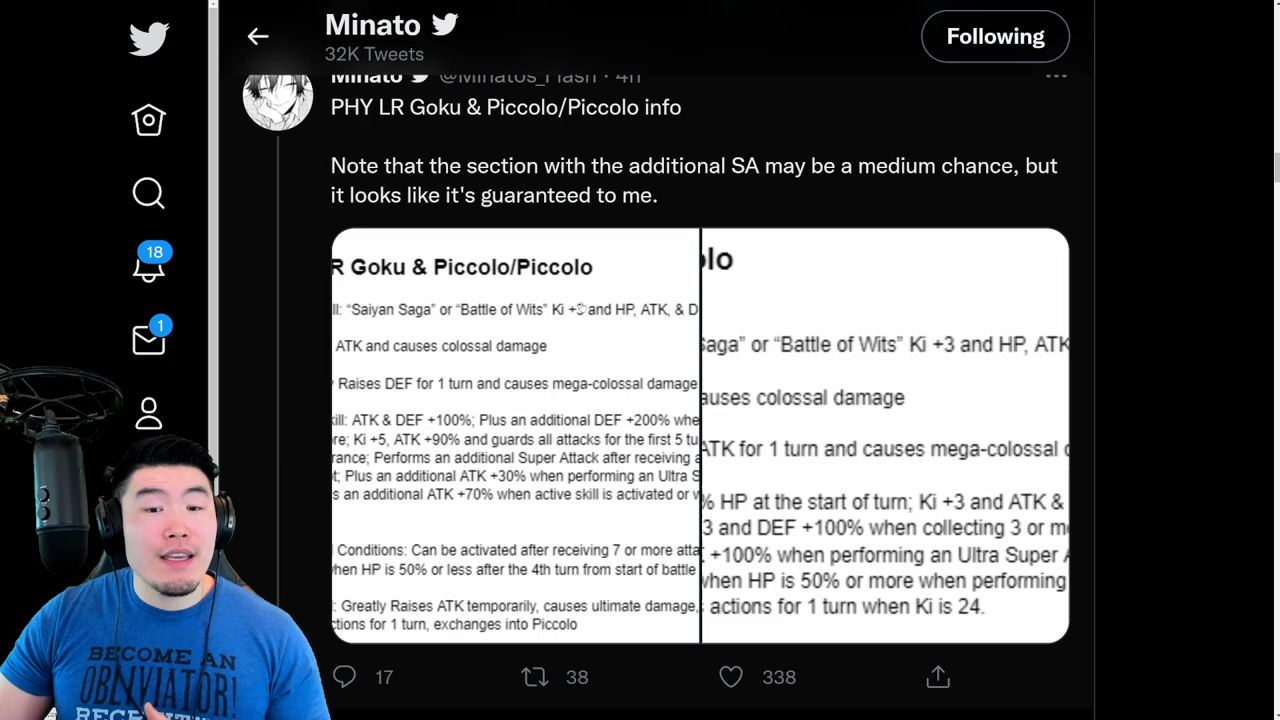 Minato
32K Tweets
Following
Minato @Minatos_Flash · 4h
PHY LR Goku & Piccolo/Piccolo info
Note that the section with the additional SA may be a medium chance, but
it looks like it's guaranteed to me.
R Goku & Piccolo/Piccolo
ll: “Saiyan Saga” or “Battle of Wits” Ki +3 and HP, ATK, & D
ATK and causes colossal damage
Raises DEF for 1 turn and causes mega-colossal damage
kill: ATK & DEF +100%; Plus an additional DEF +200% whe
re; Ki +5, ATK +90% and guards all attacks for the first 5 tu
rance; Performs an additional Super Attack after receiving a
t; Plus an additional ATK +30% when performing an Ultra S
s an additional ATK +70% when active skill is activated or
Conditions: Can be activated after receiving 7 or more atta
when HP is 50% or less after the 4th turn from start of battle
: Greatly Raises ATK temporarily, causes ultimate damage,
ctions for 1 turn, exchanges into Piccolo
olo
Saga” or “Battle of Wits” Ki +3 and HP, ATK
auses colossal damage
ATK for 1 turn and causes mega-colossal
% HP at the start of turn; Ki +3 and ATK &
3 and DEF +100% when collecting 3 or mo
+100% when performing an Ultra Super A
when HP is 50% or more when performing
actions for 1 turn when Ki is 24.
17
38
338
18
1
BECOME AN
OBLIVIATOR!